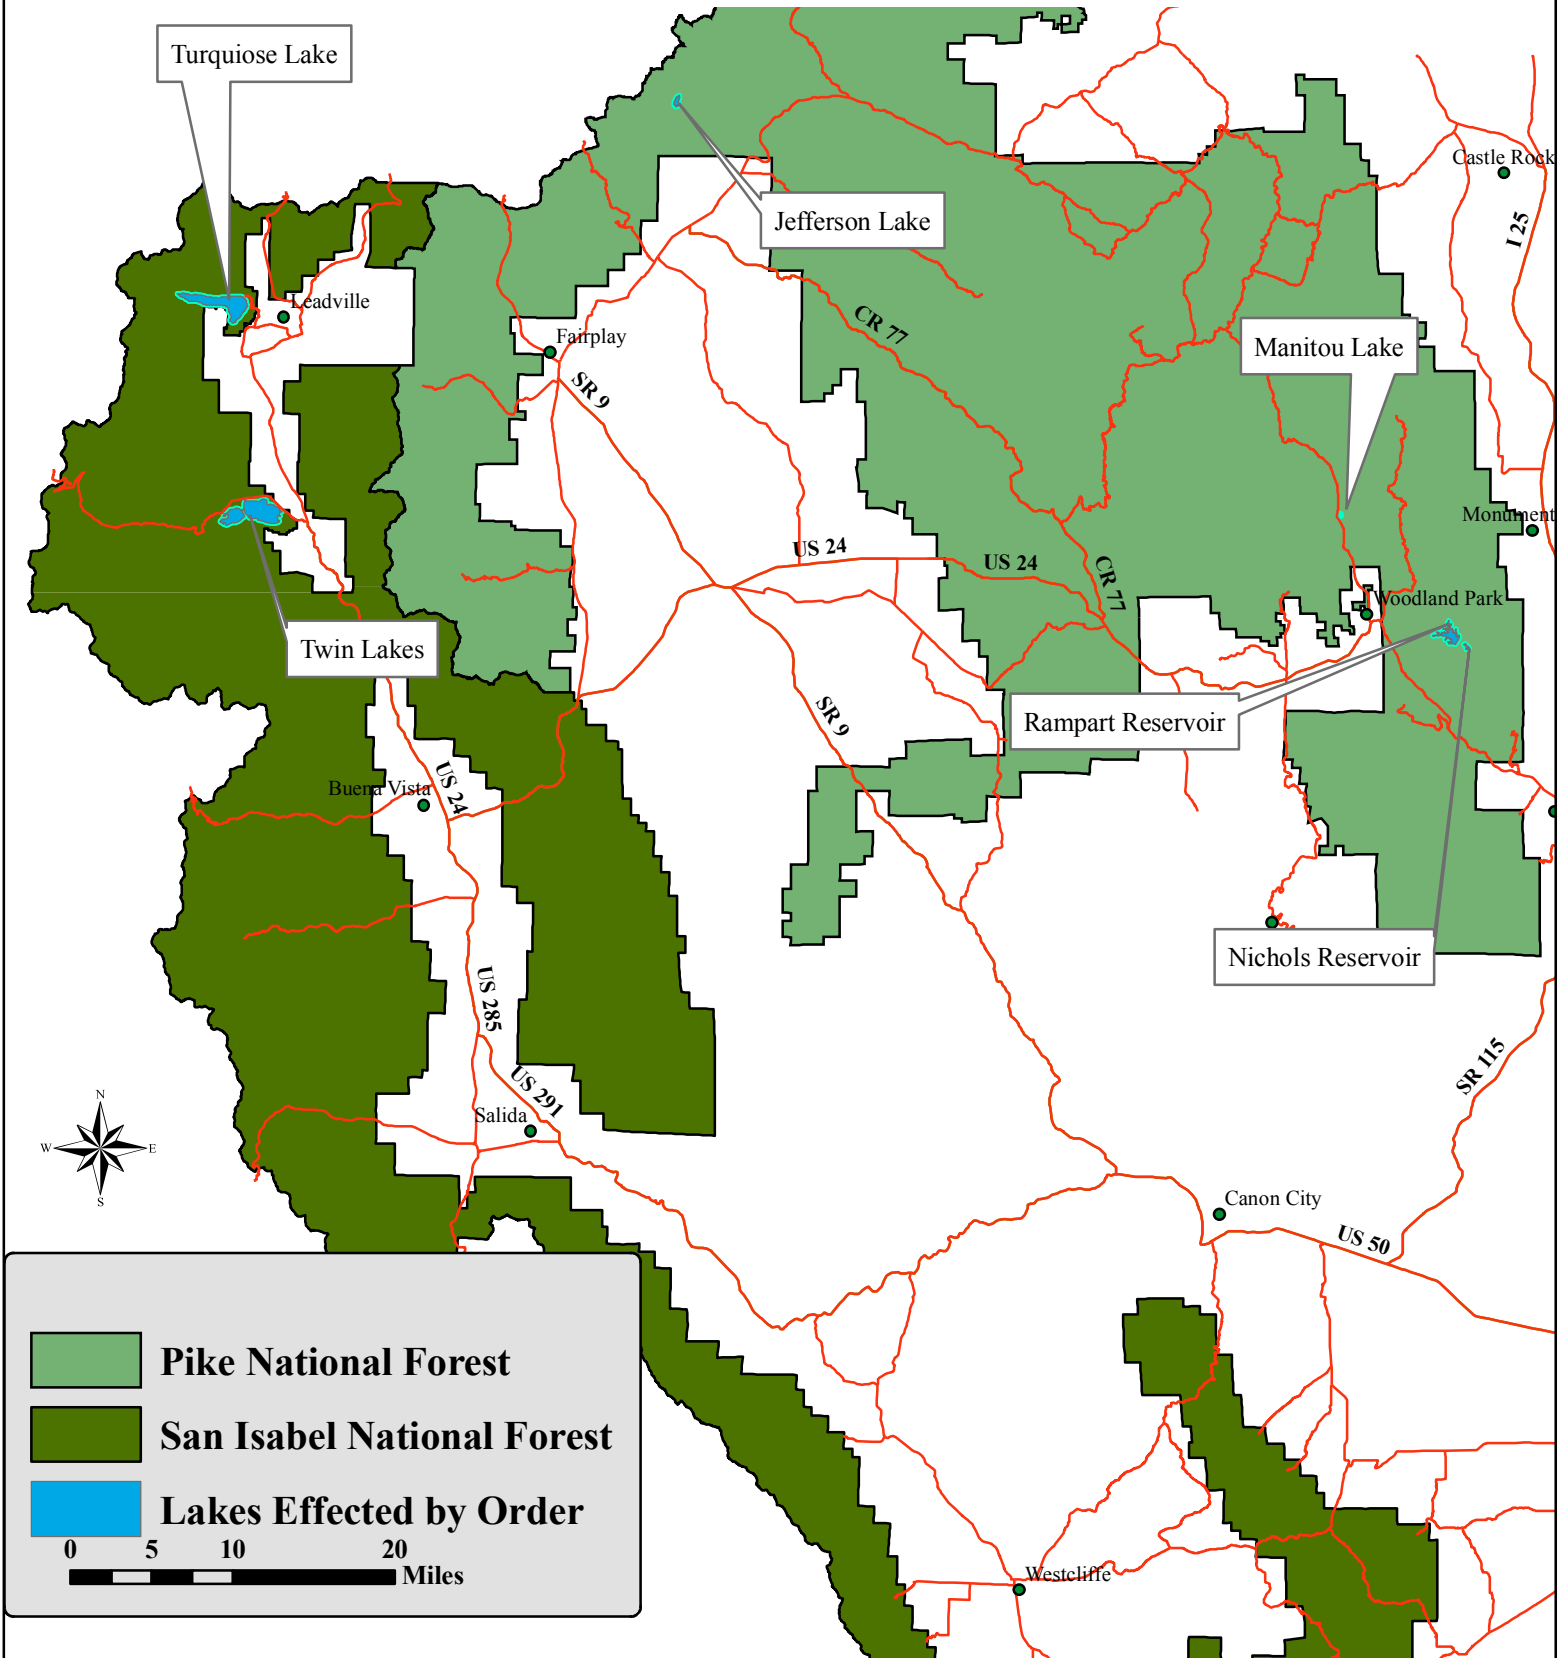 Turquiose Lake
Jefferson Lake
Castle Rock
I 25
Leadville
Fairplay
CR 77
Manitou Lake
SR 9
Monument
US 24
US 24
CR 77
Woodland Park
Twin Lakes
Rampart Reservoir
SR 9
Buena Vista
US 24
Nichols Reservoir
US 285
SR 115
US 291
Salida
N
W
E
S
Canon City
US 50
Pike National Forest
San Isabel National Forest
Lakes Effected by Order
0 5 10 20
Miles
Westcliffe